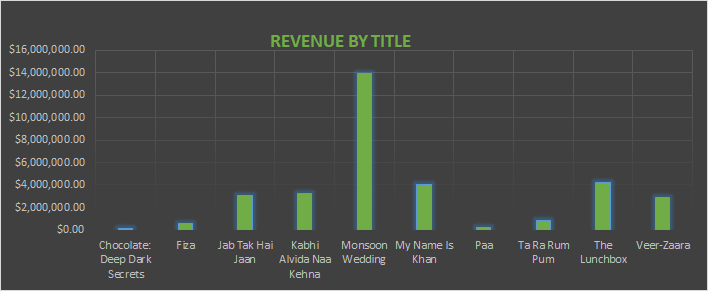 REVENUE BY TITLE
$16,000,000.00
$14,000,000.00
$12,000,000.00
$10,000,000.00
$8,000,000.00
$6,000,000.00
$4,000,000.00
$2,000,000.00
$0.00
Chocolate:
Deep Dark
Secrets
Fiza
Jab Tak Hai
Jaan
Kabhi
Alvida Naa
Kehna
Monsoon
Wedding
My Name Is
Khan
Paa
Ta Ra Rum
Pum
The
Lunchbox
Veer-Zaara